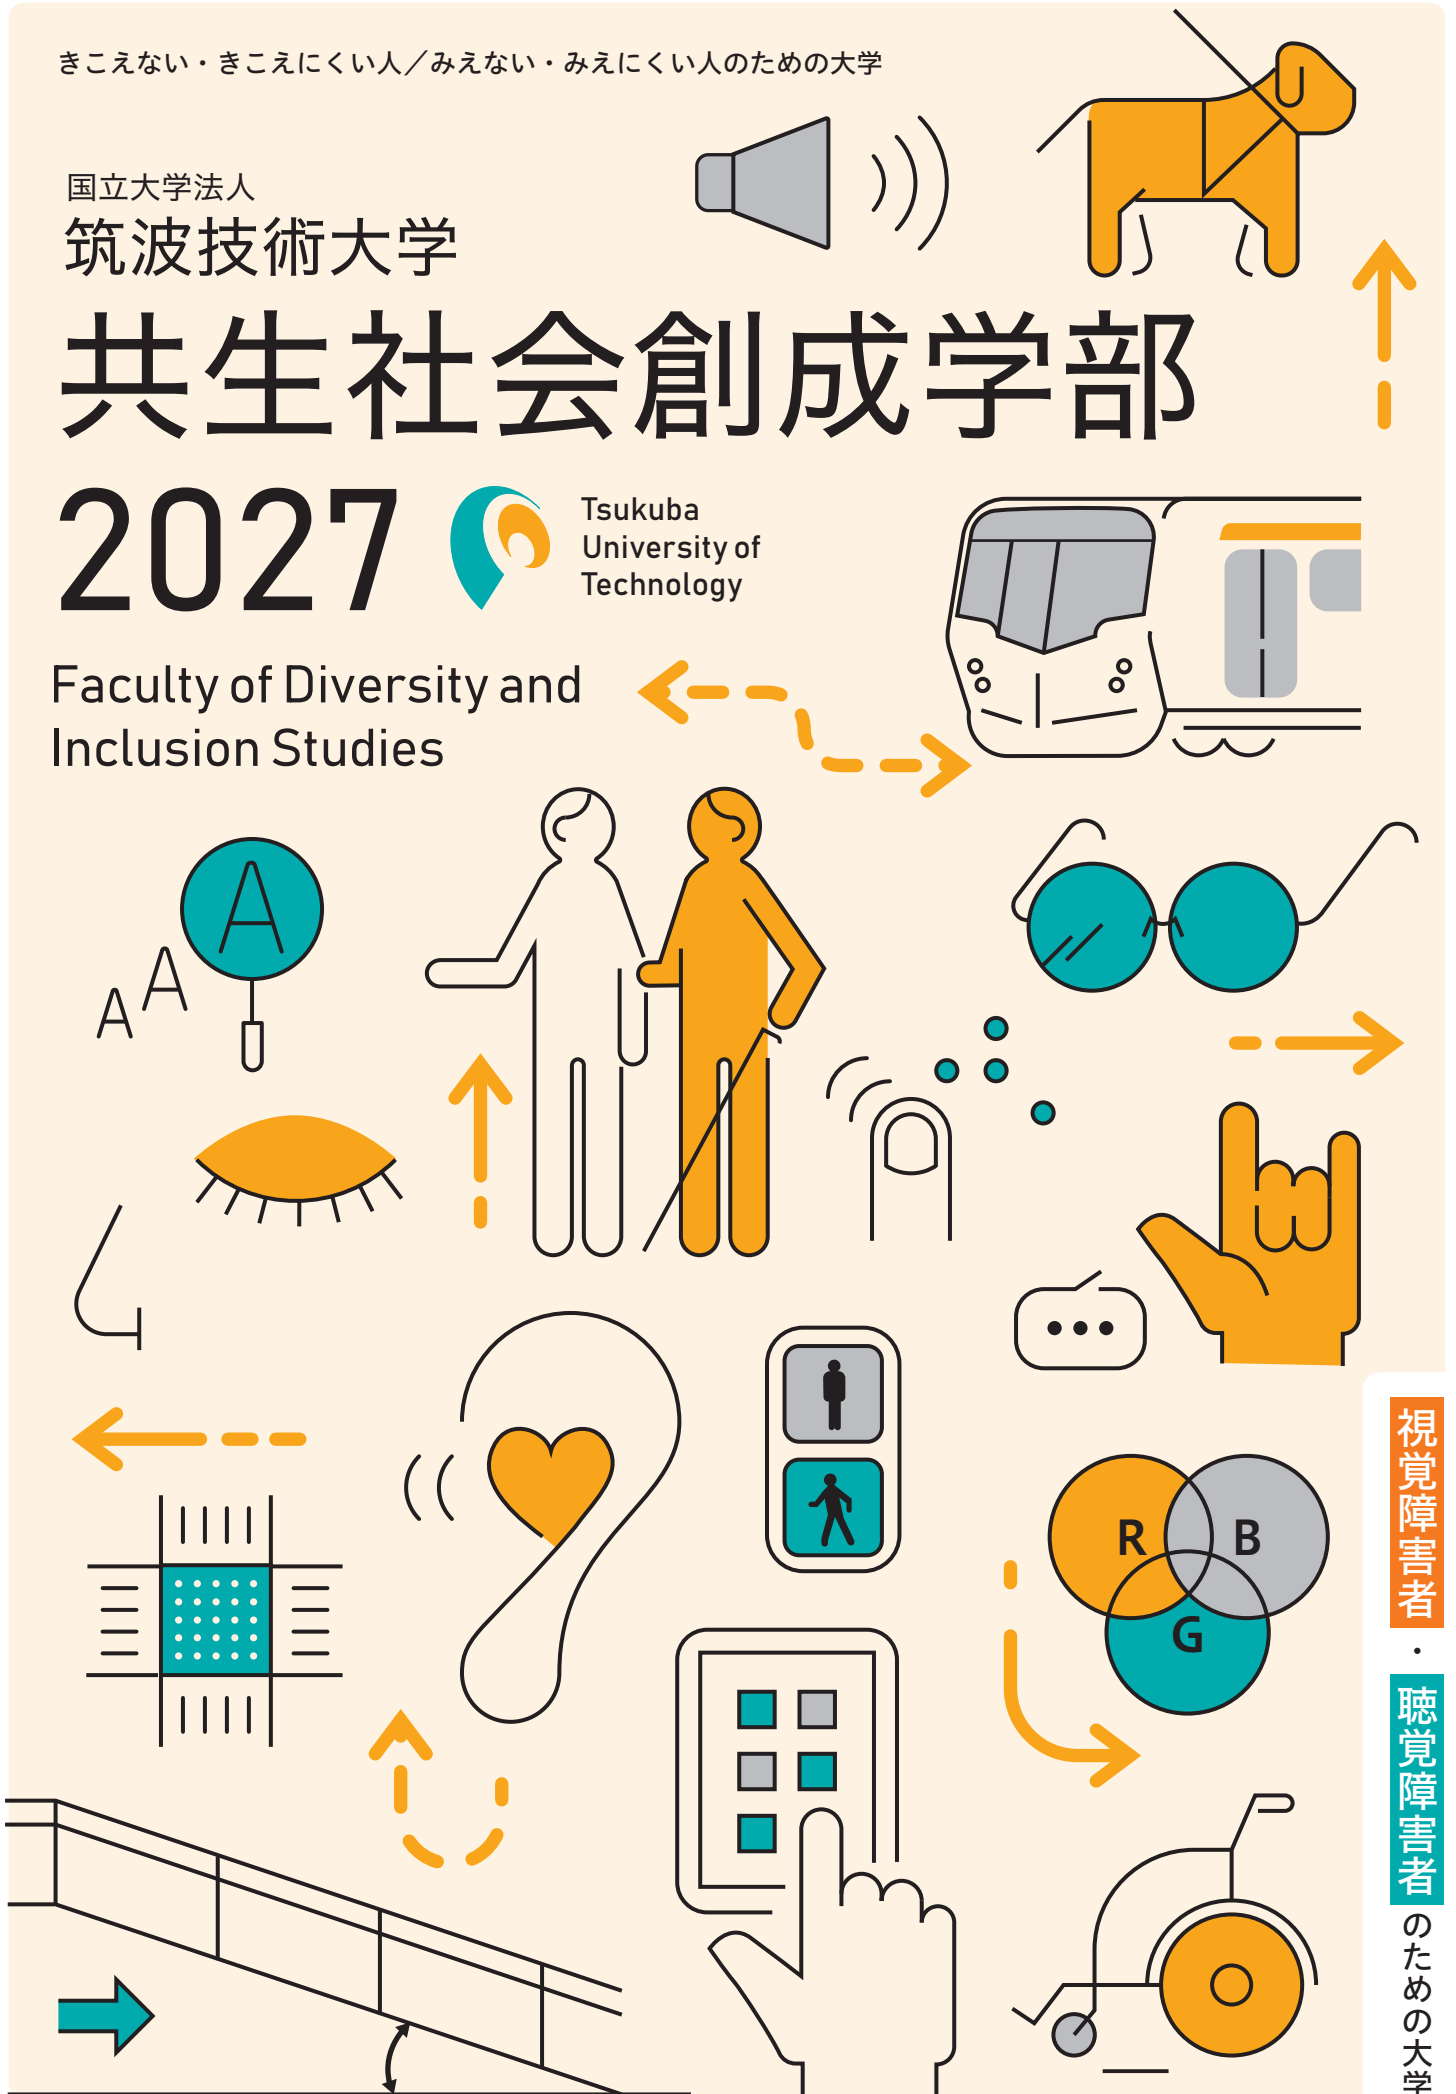 きこえない・きこえにくい人／みえない・みえにくい人のための大学
国立大学法人
筑波技術大学
共生社会創成学部
2027
Tsukuba
University of
Technology
Faculty of Diversity and
Inclusion Studies
A
A
A
R
B
G
視覚障害者・聴覚障害者のための大学